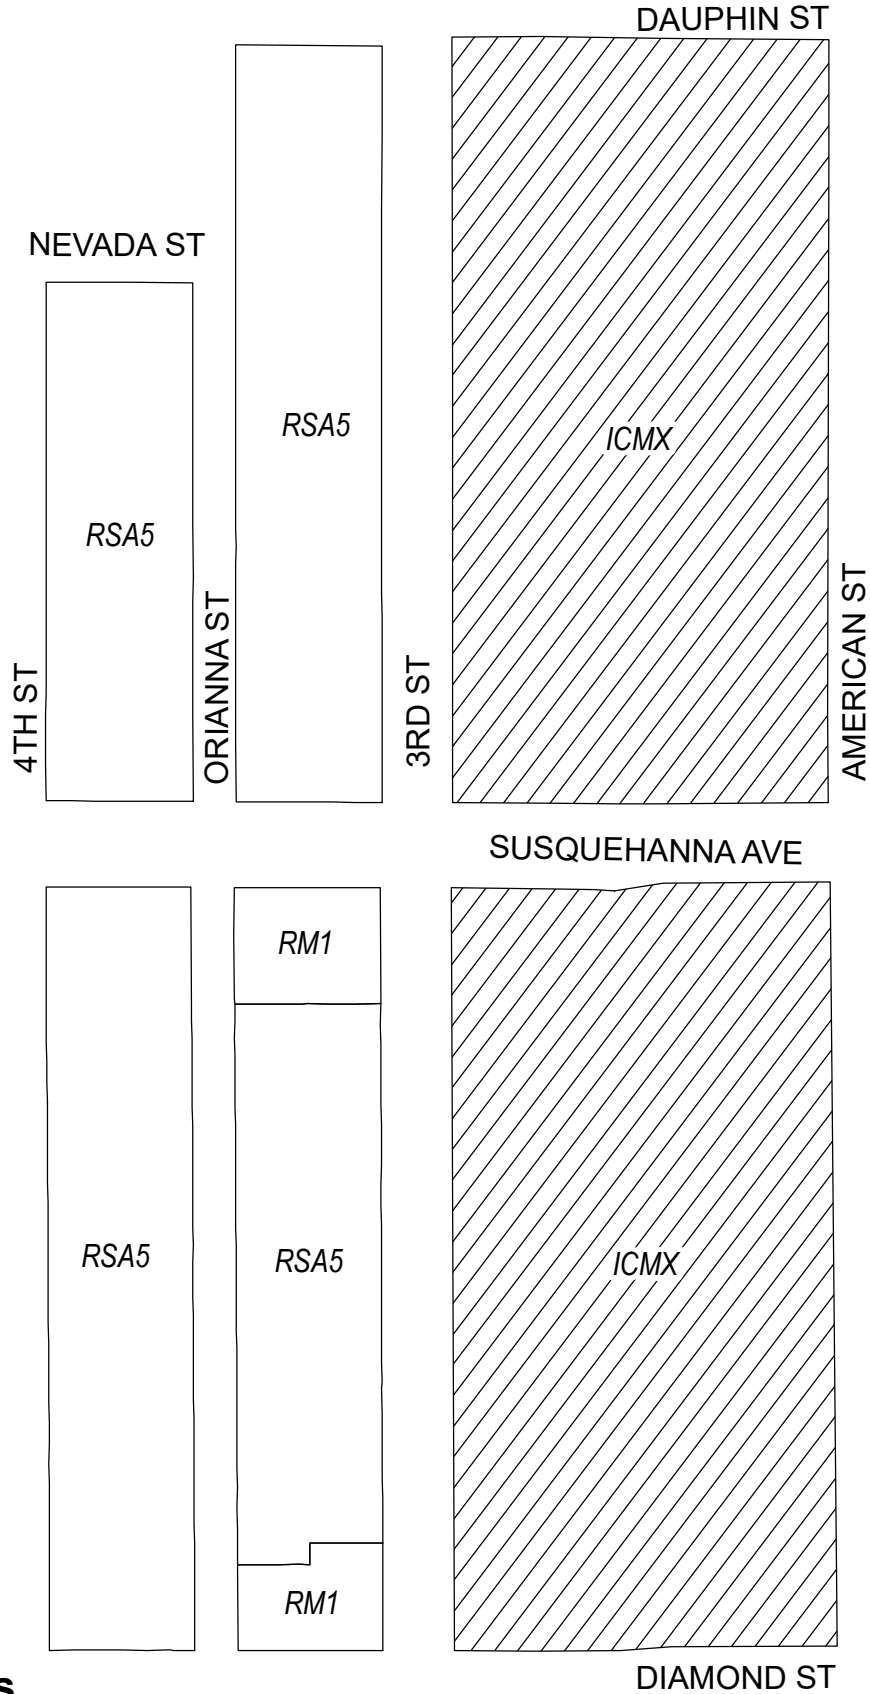 DAUPHIN ST
NEVADA ST
RSA5
ICMX
RSA5
ORIANNA ST
AMERICAN ST
3RD ST
4TH ST
SUSQUEHANNA AVE
RM1
RSA5
RSA5
ICMX
RM1
DIAMOND ST